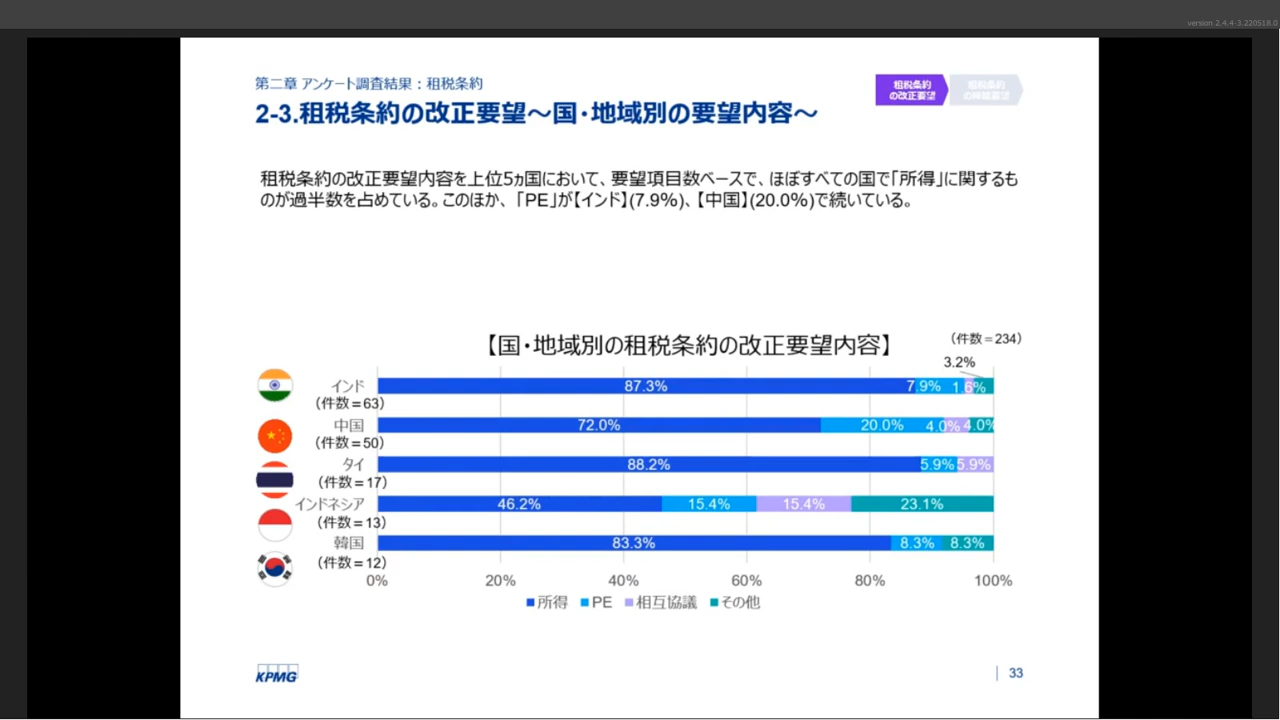 version 2.4.4-3.220518.0
第二章 アンケート調査結果：租税条約
2-3.租税条約の改正要望～国・地域別の要望内容～
租税条約
の改正要望
租税条約
租税条約の改正要望内容を上位5ヵ国において、要望項目数ベースで、ほぼすべての国で「所得」に関するも
のが過半数を占めている。このほか、「PE」が【インド】(7.9%)、【中国】(20.0%)で続いている。
【国・地域別の租税条約の改正要望内容】
（件数＝234）
3.2%
インド
（件数＝63）
87.3%
7.9%
1.6%
中国
（件数＝50）
72.0%
20.0%
4.0%
4.0%
タイ
（件数＝17）
88.2%
5.9%
5.9%
インドネシア
（件数＝13）
46.2%
15.4%
15.4%
23.1%
韓国
（件数＝12）
83.3%
8.3%
8.3%
0%
20%
40%
60%
80%
100%
所得
PE
相互協議
その他
KPMG
33